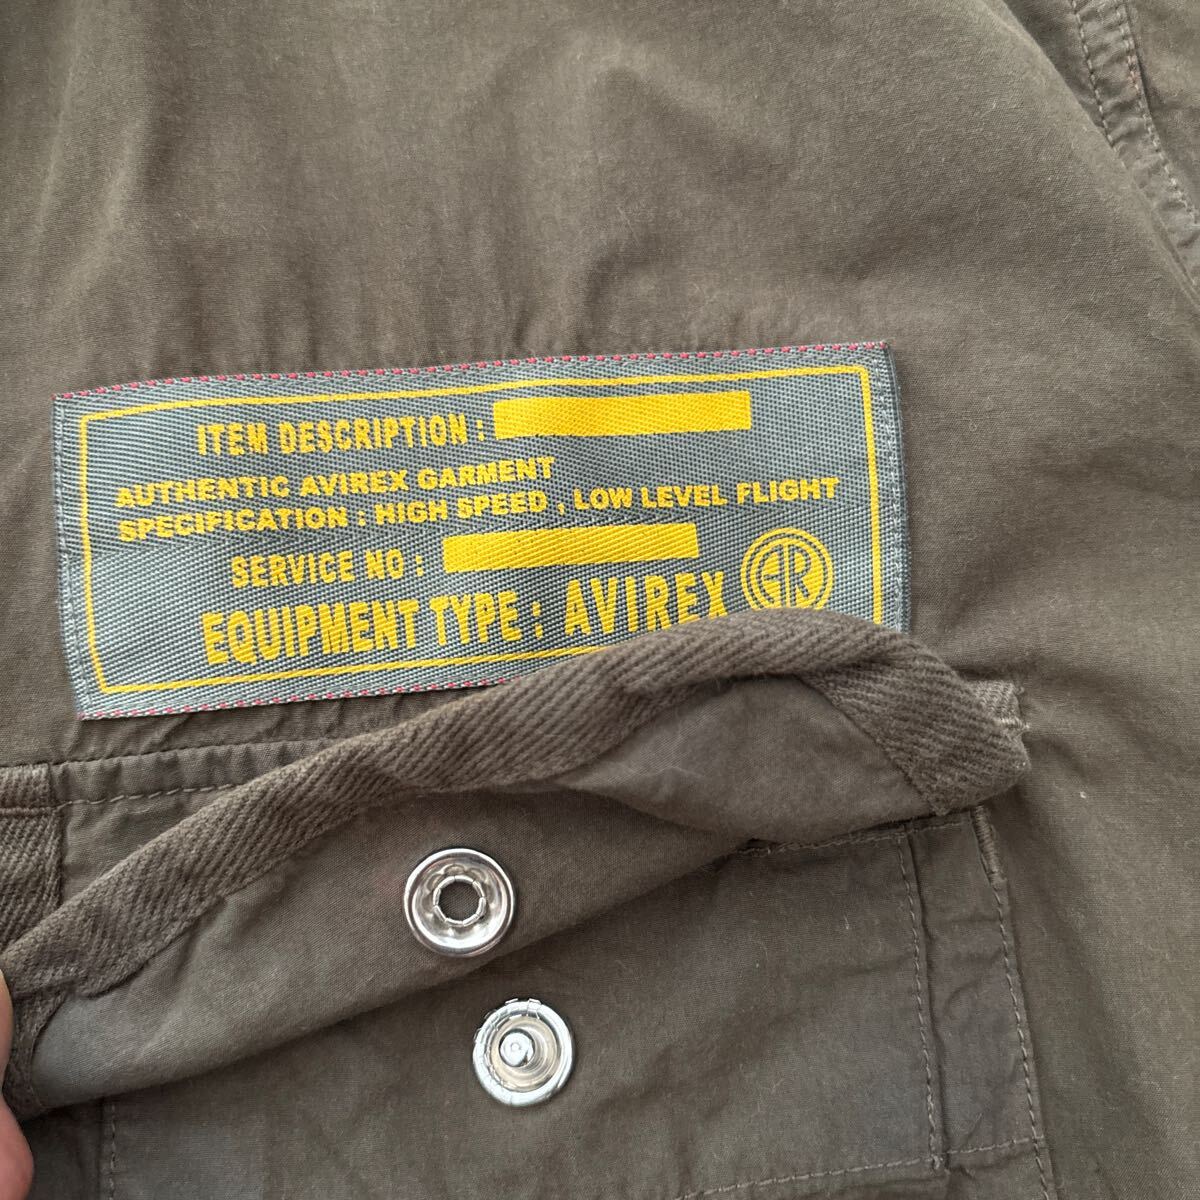 ITEM DESCRIPTION :
AUTHENTIC AVIREX GARMENT
SPECIFICATION : HIGH SPEED , LOW LEVEL FLIGHT
SERVICE NO :
EQUIPMENT TYPE : AVIREX